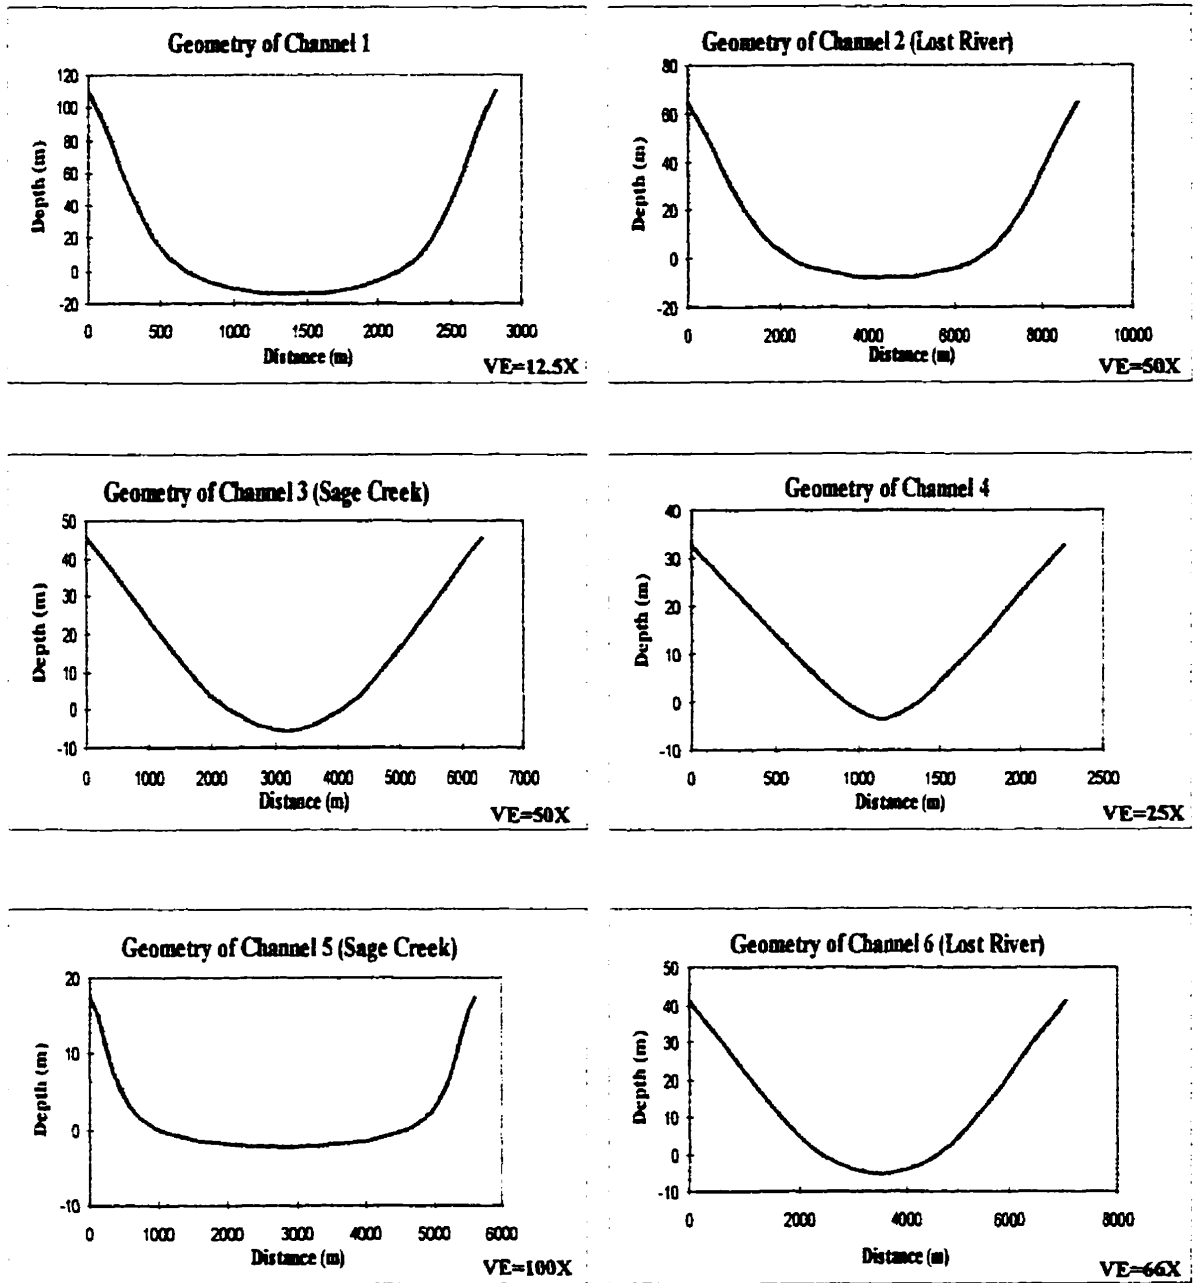 Geometry of Channel 1
120
100
80
60
40
20
0
-20
Depth (m)
0 500 1000 1500 2000 2500 3000
Distance (m)
VE=12.5X
Geometry of Channel 2 (Lost River)
80
60
40
20
0
-20
Depth (m)
0 2000 4000 6000 8000 10000
Distance (m)
VE=50X
Geometry of Channel 3 (Sage Creek)
50
40
30
20
10
0
-10
Depth (m)
0 1000 2000 3000 4000 5000 6000 7000
Distance (m)
VE=50X
Geometry of Channel 4
40
30
20
10
0
-10
Depth (m)
0 500 1000 1500 2000 2500
Distance (m)
VE=25X
Geometry of Channel 5 (Sage Creek)
20
10
0
-10
Depth (m)
0 1000 2000 3000 4000 5000 6000
Distance (m)
VE=100X
Geometry of Channel 6 (Lost River)
50
40
30
20
10
0
-10
Depth (m)
0 2000 4000 6000 8000
Distance (m)
VE=66X